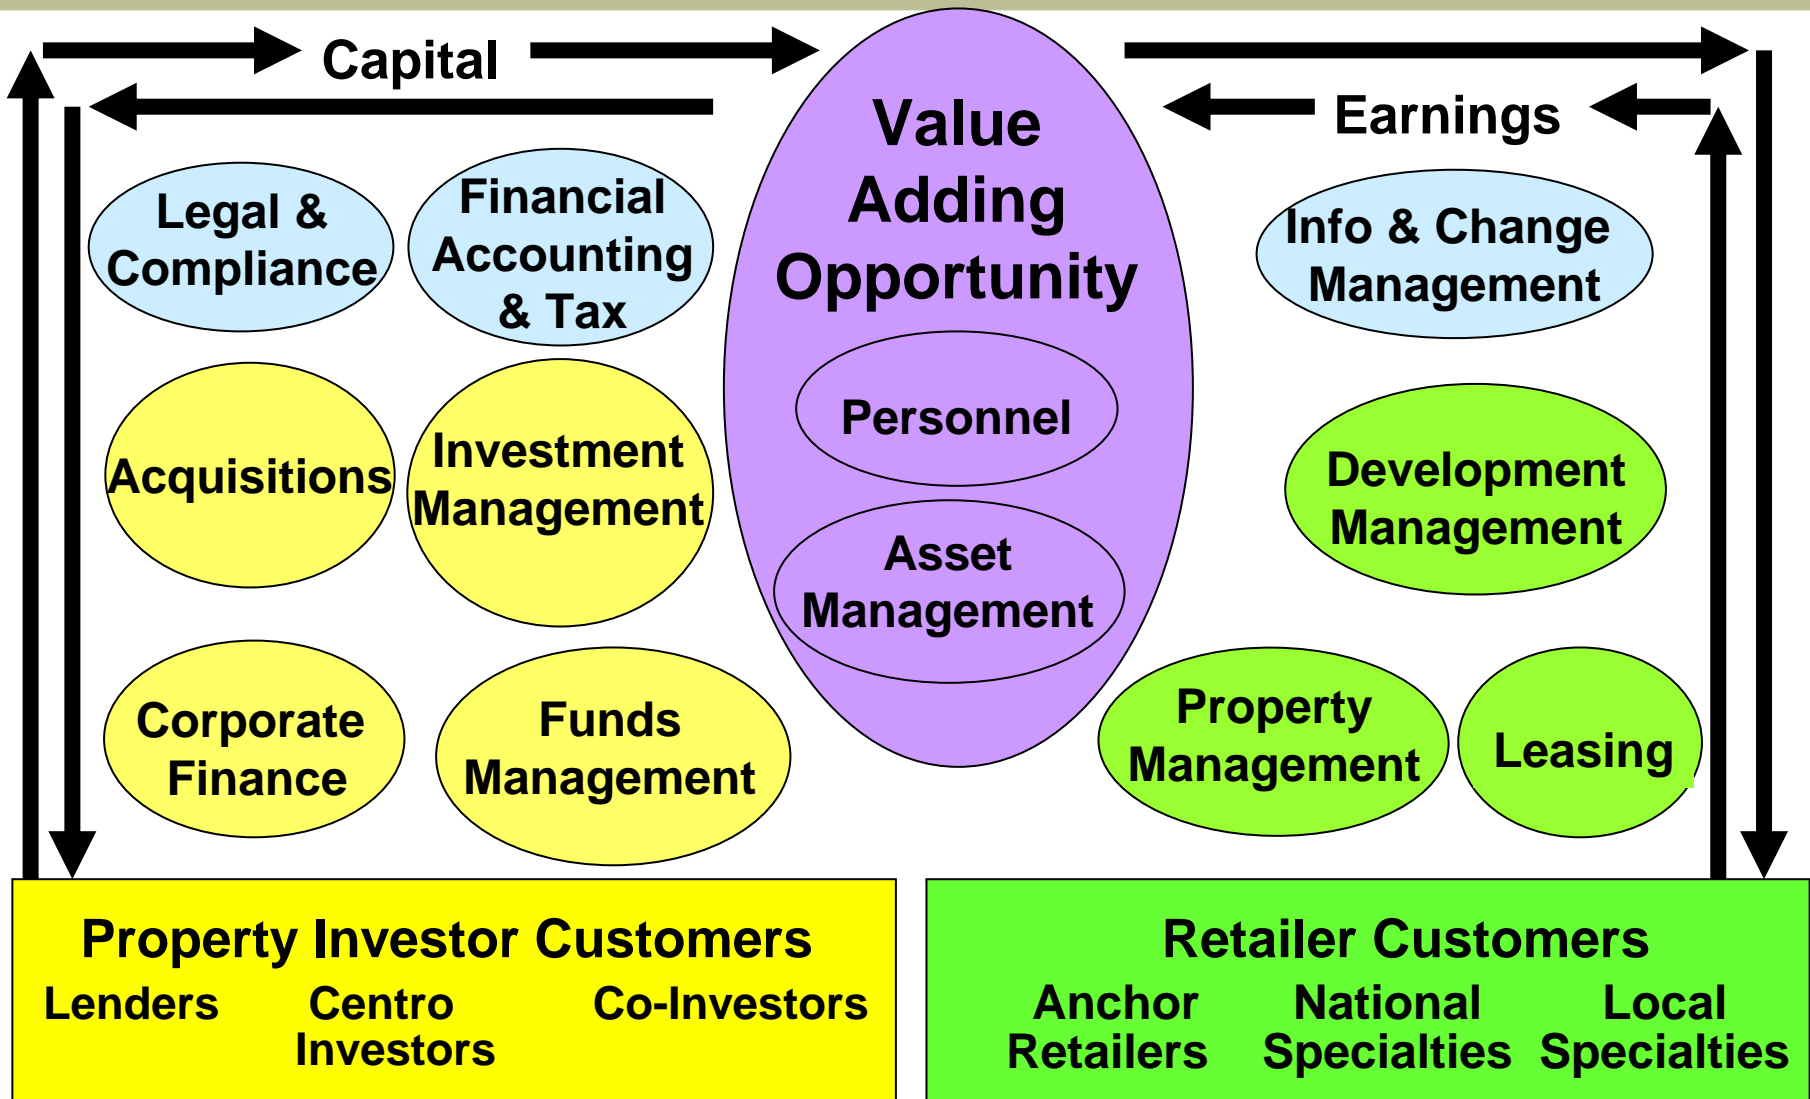 Capital
Earnings
Value
Adding
Opportunity
Legal &
Compliance
Financial
Accounting
& Tax
Info & Change
Management
Personnel
Acquisitions
Investment
Management
Asset
Management
Development
Management
Corporate
Finance
Funds
Management
Property
Management
Leasing
Property Investor Customers
Lenders
Centro
Investors
Co-Investors
Retailer Customers
Anchor
Retailers
National
Specialties
Local
Specialties